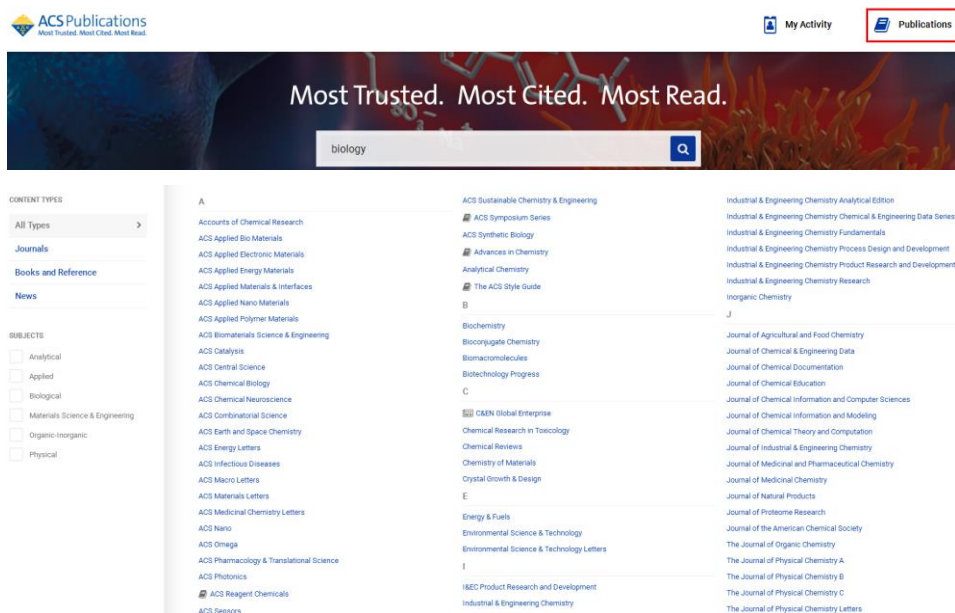 ACS Publications
Most Trusted. Most Cited. Most Read.
My Activity
Publications
Most Trusted. Most Cited. Most Read.
biology
CONTENT TYPES
All Types
Journals
Books and Reference
News
SUBJECTS
Analytical
Applied
Biological
Materials Science & Engineering
Organic-Inorganic
Physical
A
Accounts of Chemical Research
ACS Applied Bio Materials
ACS Applied Electronic Materials
ACS Applied Energy Materials
ACS Applied Materials & Interfaces
ACS Applied Nano Materials
ACS Applied Polymer Materials
ACS Biomaterials Science & Engineering
ACS Catalysis
ACS Central Science
ACS Chemical Biology
ACS Chemical Neuroscience
ACS Combinatorial Science
ACS Earth and Space Chemistry
ACS Energy Letters
ACS Infectious Diseases
ACS Macro Letters
ACS Materials Letters
ACS Medicinal Chemistry Letters
ACS Nano
ACS Omega
ACS Pharmacology & Translational Science
ACS Photonics
ACS Reagent Chemicals
ACS Sensors
ACS Sustainable Chemistry & Engineering
ACS Symposium Series
ACS Synthetic Biology
Advances in Chemistry
Analytical Chemistry
The ACS Style Guide
B
Biochemistry
Bioconjugate Chemistry
Biomacromolecules
Biotechnology Progress
C
C&EN Global Enterprise
Chemical Research in Toxicology
Chemical Reviews
Chemistry of Materials
Crystal Growth & Design
E
Energy & Fuels
Environmental Science & Technology
Environmental Science & Technology Letters
I
I&EC Product Research and Development
Industrial & Engineering Chemistry
Industrial & Engineering Chemistry Analytical Edition
Industrial & Engineering Chemistry Chemical & Engineering Data Series
Industrial & Engineering Chemistry Fundamentals
Industrial & Engineering Chemistry Process Design and Development
Industrial & Engineering Chemistry Product Research and Development
Industrial & Engineering Chemistry Research
Inorganic Chemistry
J
Journal of Agricultural and Food Chemistry
Journal of Chemical & Engineering Data
Journal of Chemical Documentation
Journal of Chemical Education
Journal of Chemical Information and Computer Sciences
Journal of Chemical Information and Modeling
Journal of Chemical Theory and Computation
Journal of Industrial & Engineering Chemistry
Journal of Medicinal and Pharmaceutical Chemistry
Journal of Medicinal Chemistry
Journal of Natural Products
Journal of Proteome Research
Journal of the American Chemical Society
The Journal of Organic Chemistry
The Journal of Physical Chemistry A
The Journal of Physical Chemistry B
The Journal of Physical Chemistry C
The Journal of Physical Chemistry Letters